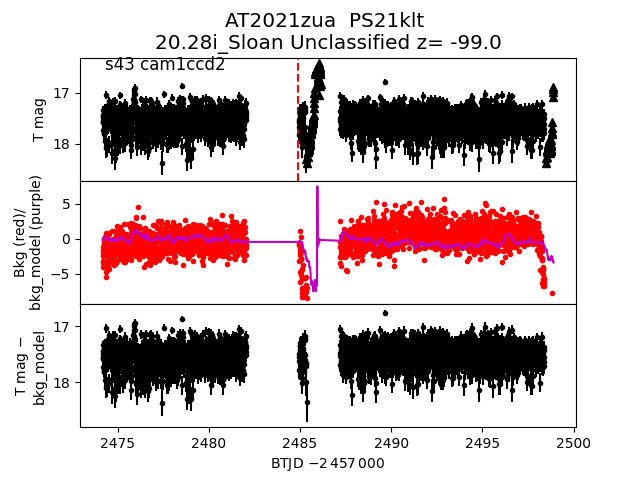 AT2021zua  PS21klt
20.28i_Sloan Unclassified z= -99.0
s43 cam1ccd2
17
18
T mag
5
0
−5
Bkg (red)/
bkg_model (purple)
17
18
T mag −
bkg_model
2475 2480 2485 2490 2495 2500
BTJD −2 457 000